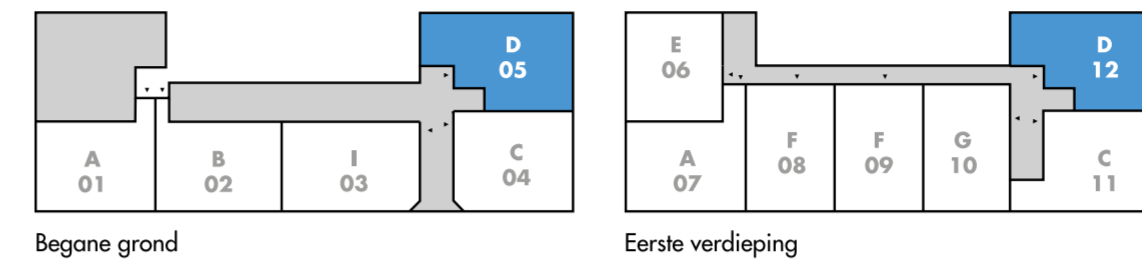 D
05
A
01
B
02
I
03
C
04
Begane grond
E
06
D
12
A
07
F
08
F
09
G
10
C
11
Eerste verdieping